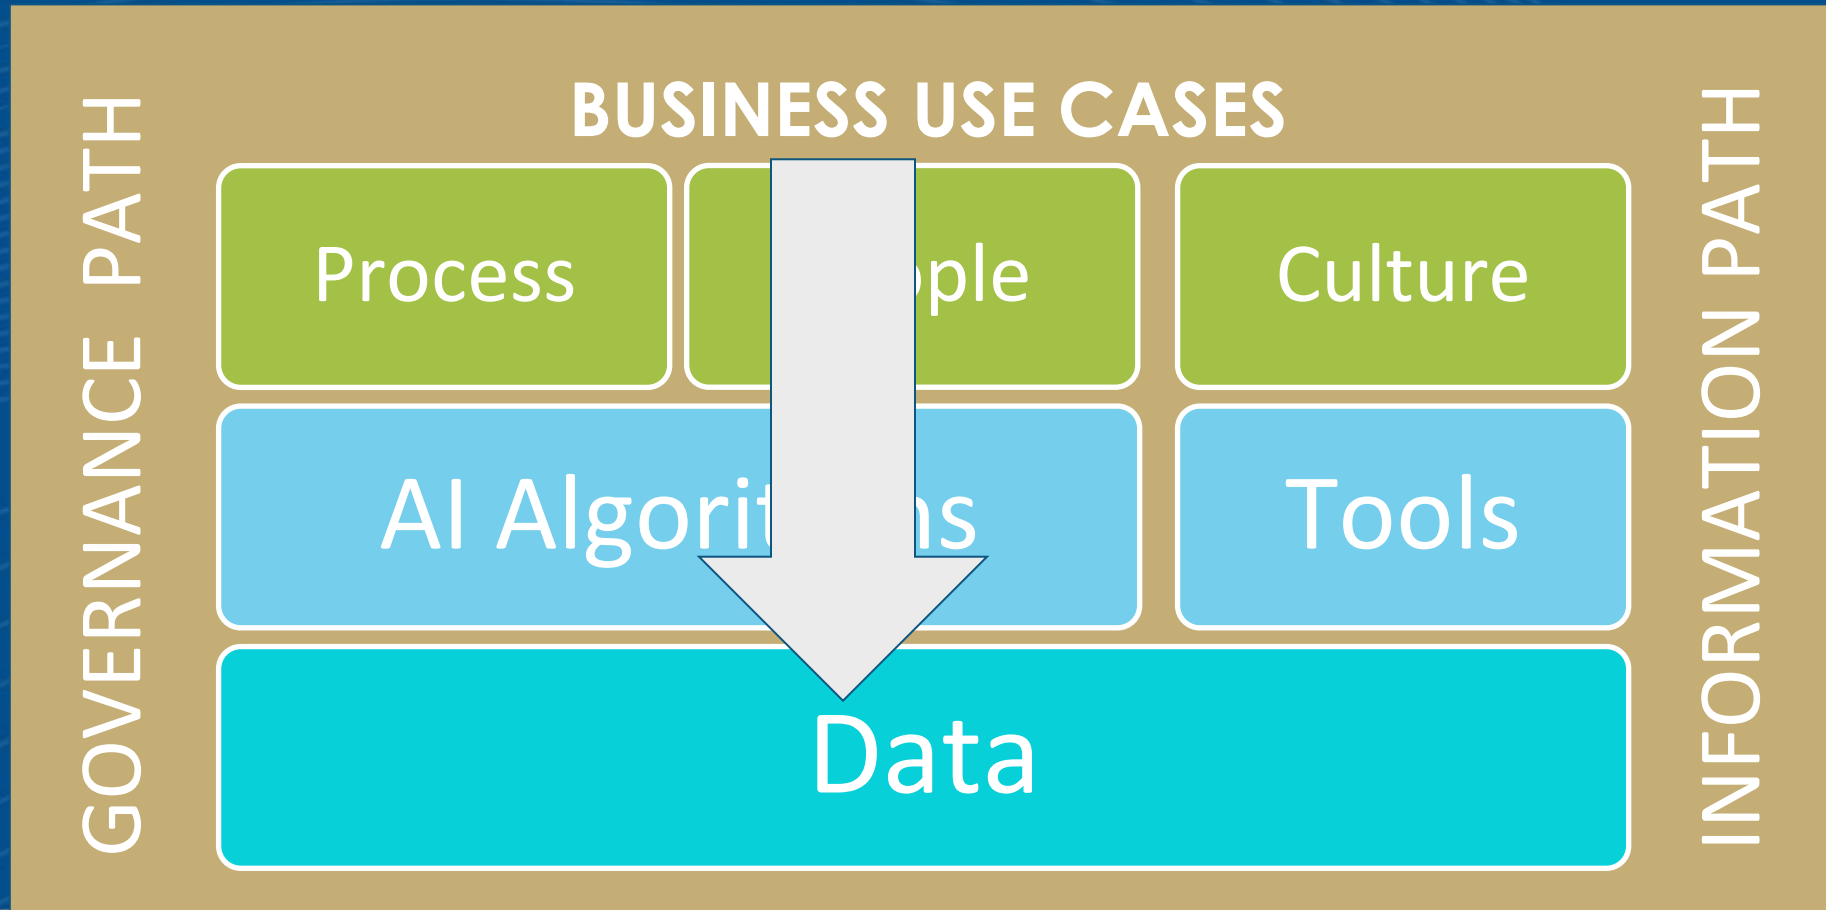 BUSINESS USE CASES
GOVERNANCE PATH
Process
Culture
AI
Tools
Data
INFORMATION PATH